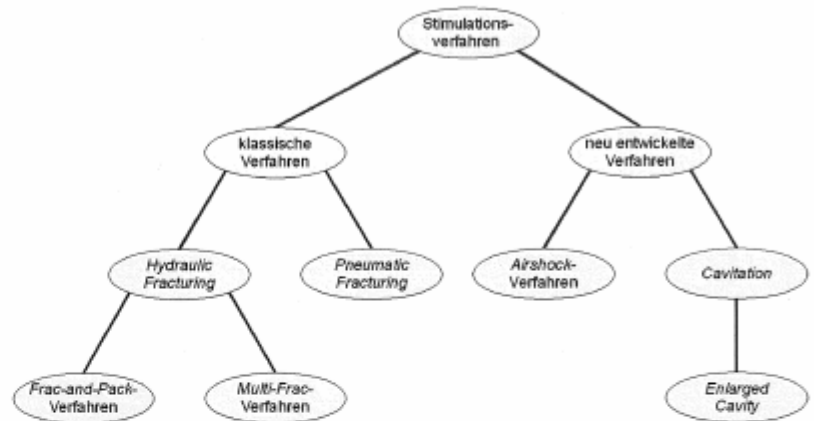 Stimulations-
verfahren
klassische
Verfahren
neu entwickelte
Verfahren
Hydraulic
Fracturing
Pneumatic
Fracturing
Airshock-
Verfahren
Cavitation
Frac-and-Pack-
Verfahren
Multi-Frac-
Verfahren
Enlarged
Cavity